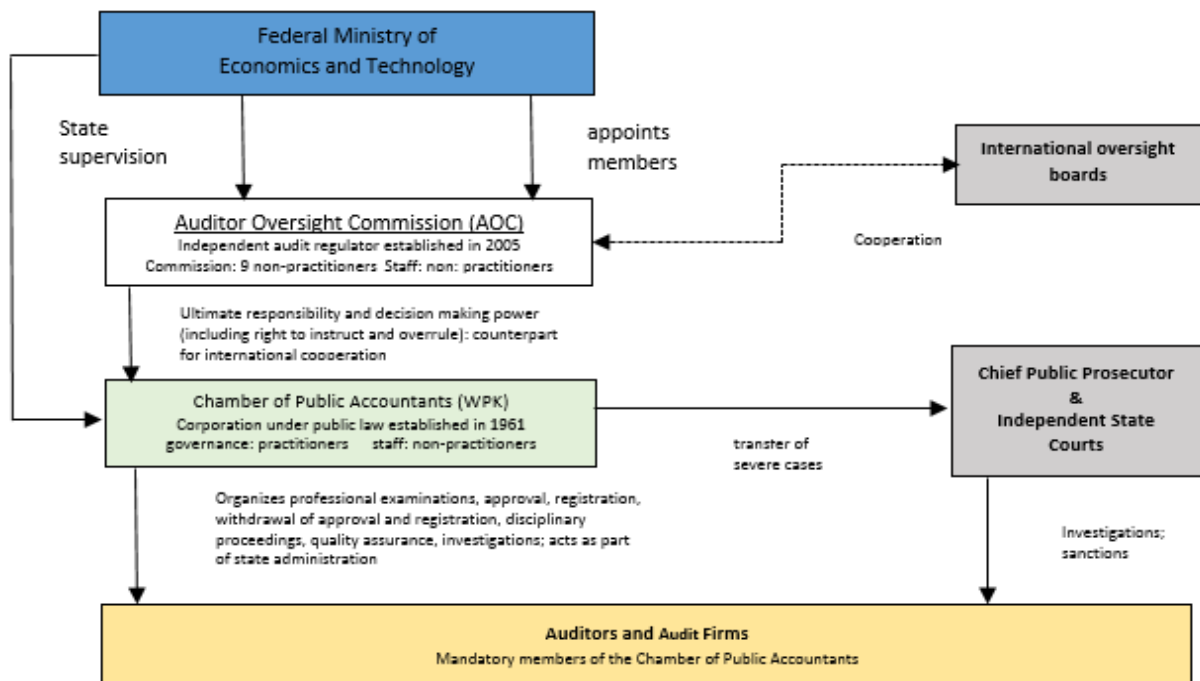 Federal Ministry of
Economics and Technology
State
supervision
appoints
members
International oversight
boards
Auditor Oversight Commission (AOC)
Independent audit regulator established in 2005
Commission: 9 non-practitioners Staff: non: practitioners
Cooperation
Ultimate responsibility and decision making power
(including right to instruct and overrule): counterpart
for international cooperation
Chamber of Public Accountants (WPK)
Corporation under public law established in 1961
governance: practitioners staff: non-practitioners
Chief Public Prosecutor
&
Independent State
Courts
transfer of
severe cases
Organizes professional examinations, approval, registration,
withdrawal of approval and registration, disciplinary
proceedings, quality assurance, investigations; acts as part
of state administration
Investigations;
sanctions
Auditors and Audit Firms
Mandatory members of the Chamber of Public Accountants